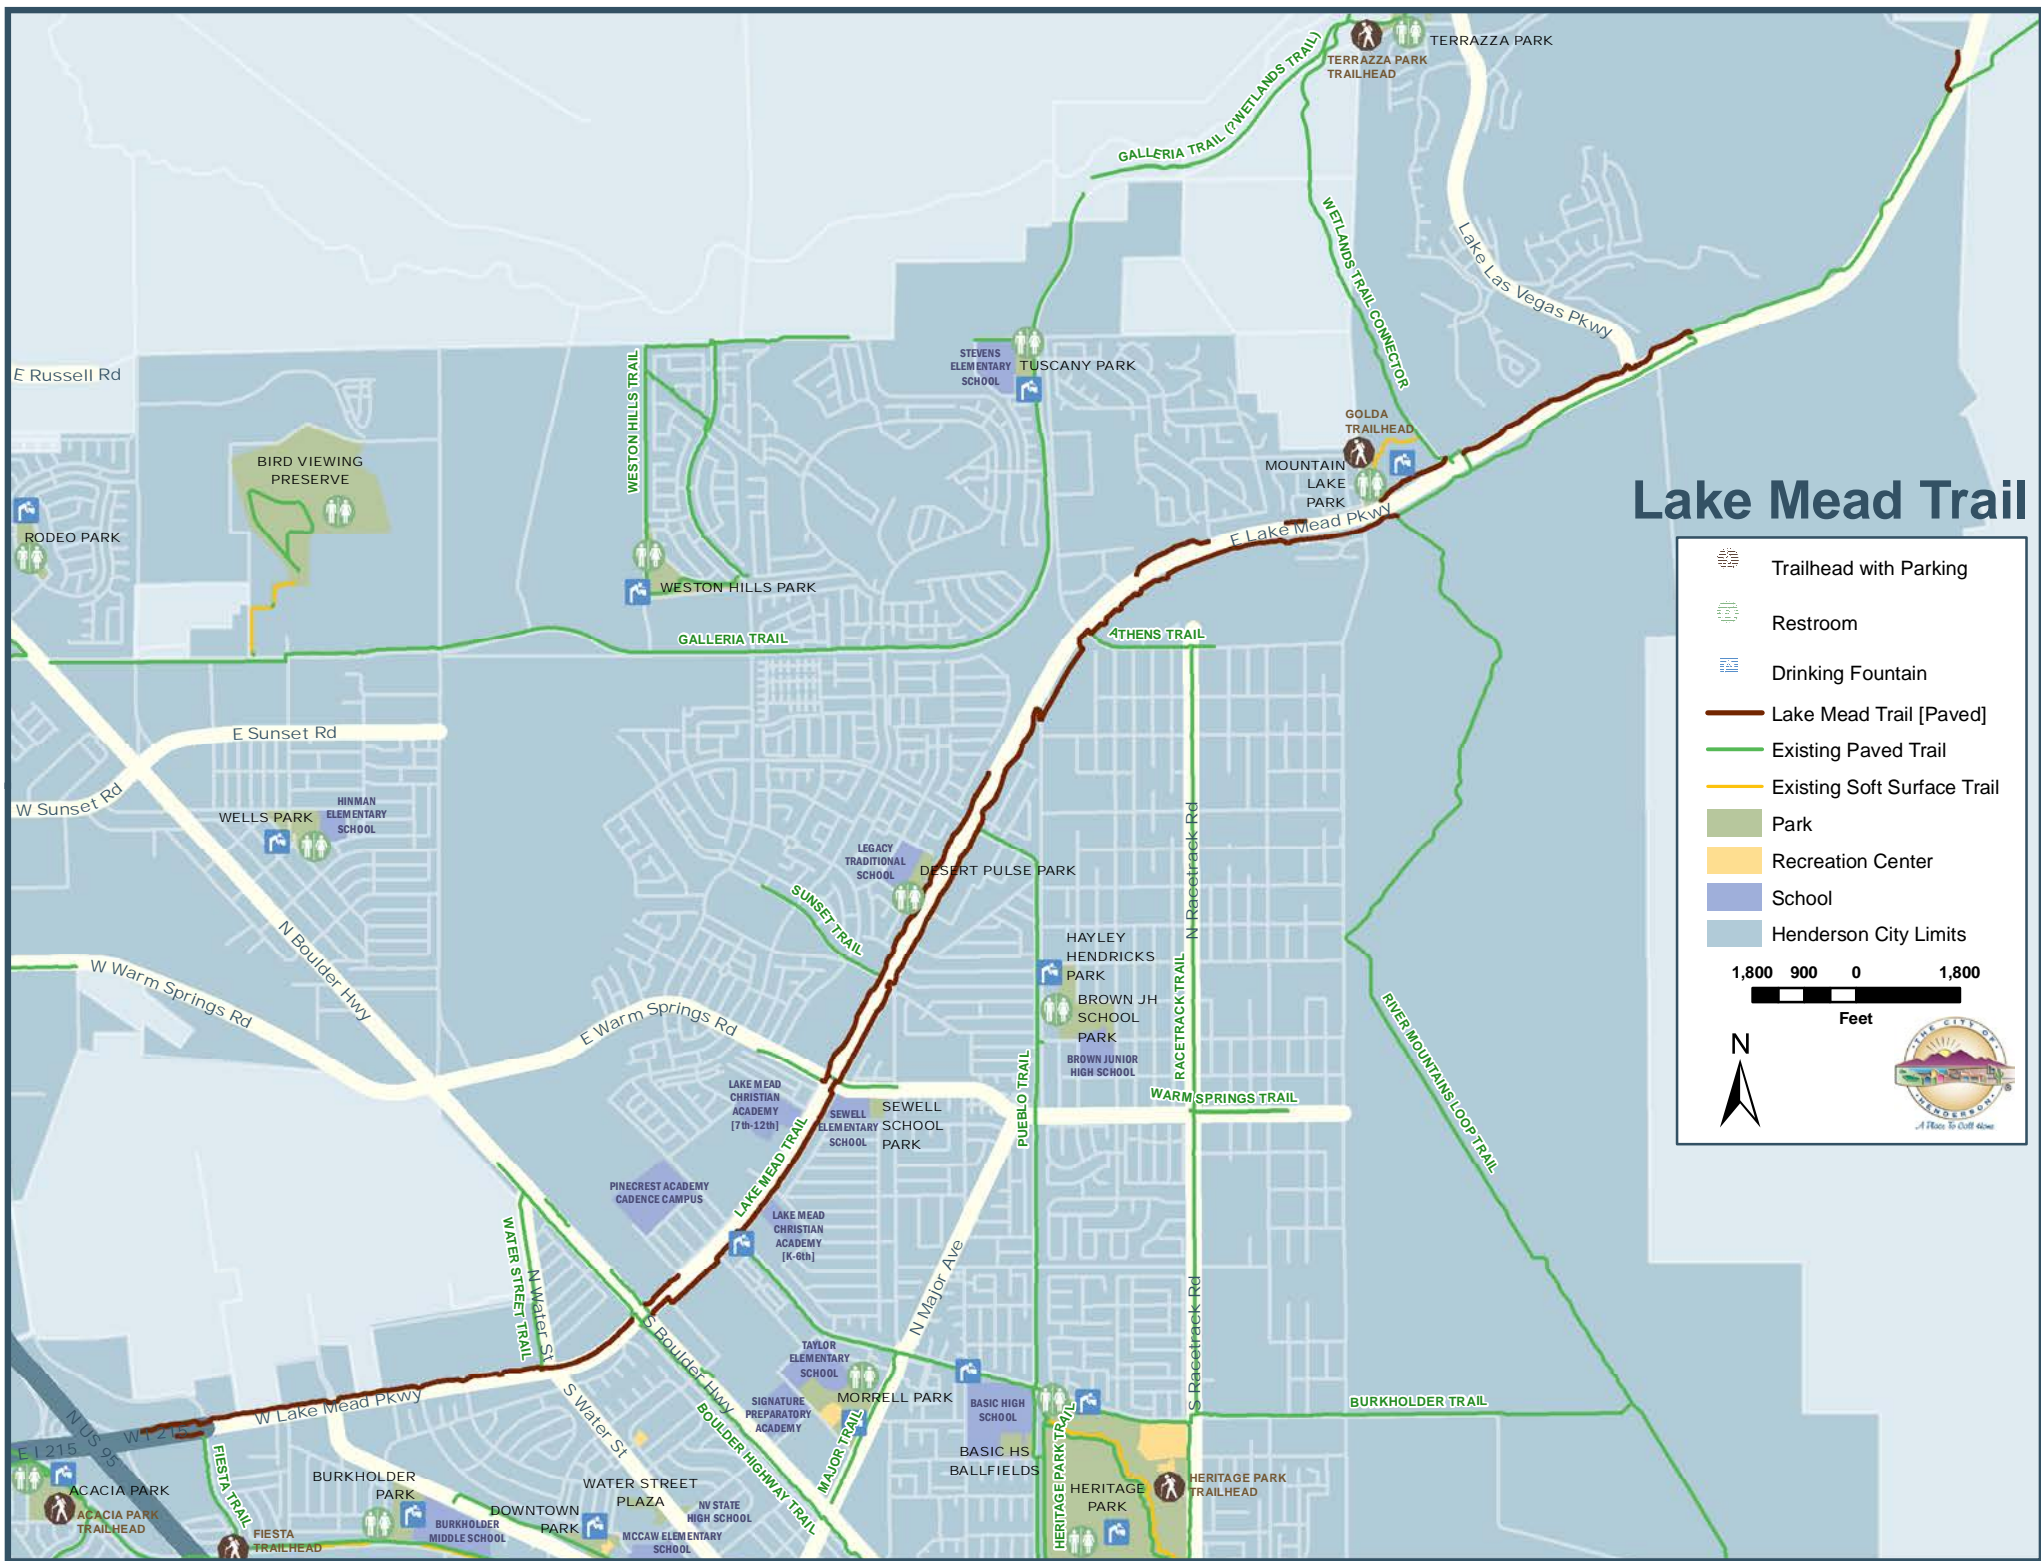 TERRAZZA PARK
TERRAZZA PARK
TRAILHEAD
GALLERIA TRAIL (?WETLANDS TRAIL)
WETLANDS TRAIL CONNECTOR
Lake Las Vegas Pkwy
E Russell Rd
WESTON HILLS TRAIL
STEVENS
ELEMENTARY
SCHOOL
TUSCANY PARK
GOLDA
TRAILHEAD
MOUNTAIN
LAKE
PARK
BIRD VIEWING
PRESERVE
RODEO PARK
E Lake Mead Pkwy
WESTON HILLS PARK
GALLERIA TRAIL
ATHENS TRAIL
Lake Mead Trail
Trailhead with Parking
Restroom
Drinking Fountain
Lake Mead Trail [Paved]
Existing Paved Trail
Existing Soft Surface Trail
Park
Recreation Center
School
Henderson City Limits
1,800 900 0 1,800
Feet
N
THE CITY OF
HENDERSON
A Place To Call Home
E Sunset Rd
W Sunset Rd
WELLS PARK
HINMAN
ELEMENTARY
SCHOOL
N Boulder Hwy
LEGACY
TRADITIONAL
SCHOOL
DESERT PULSE PARK
SUNSET TRAIL
N Racetrack Rd
HAYLEY
HENDRICKS
PARK
BROWN JH
SCHOOL
PARK
BROWN JUNIOR
HIGH SCHOOL
RACETRACK TRAIL
RIVER MOUNTAINS LOOP TRAIL
W Warm Springs Rd
E Warm Springs Rd
LAKE MEAD
CHRISTIAN
ACADEMY
[7th-12th]
SEWELL
ELEMENTARY
SCHOOL
SEWELL
SCHOOL
PARK
PUEBLO TRAIL
WARM SPRINGS TRAIL
LAKE MEAD TRAIL
PINECREST ACADEMY
CADENCE CAMPUS
LAKE MEAD
CHRISTIAN
ACADEMY
[K-6th]
WATER STREET TRAIL
N Water St
N Major Ave
S Racetrack Rd
S Boulder Hwy
TAYLOR
ELEMENTARY
SCHOOL
MORRELL PARK
SIGNATURE
PREPARATORY
ACADEMY
BASIC HIGH
SCHOOL
BURKHOLDER TRAIL
W Lake Mead Pkwy
S Water St
BOULDER HIGHWAY TRAIL
MAJOR TRAIL
BASIC HS
BALLFIELDS
HERITAGE PARK TRAIL
HERITAGE
PARK
HERITAGE PARK
TRAILHEAD
N US 95
W I 215
E I 215
FIESTA TRAIL
ACACIA PARK
ACACIA PARK
TRAILHEAD
FIESTA
TRAILHEAD
BURKHOLDER
PARK
BURKHOLDER
MIDDLE SCHOOL
DOWNTOWN
PARK
WATER STREET
PLAZA
NV STATE
HIGH SCHOOL
MCCAW ELEMENTARY
SCHOOL